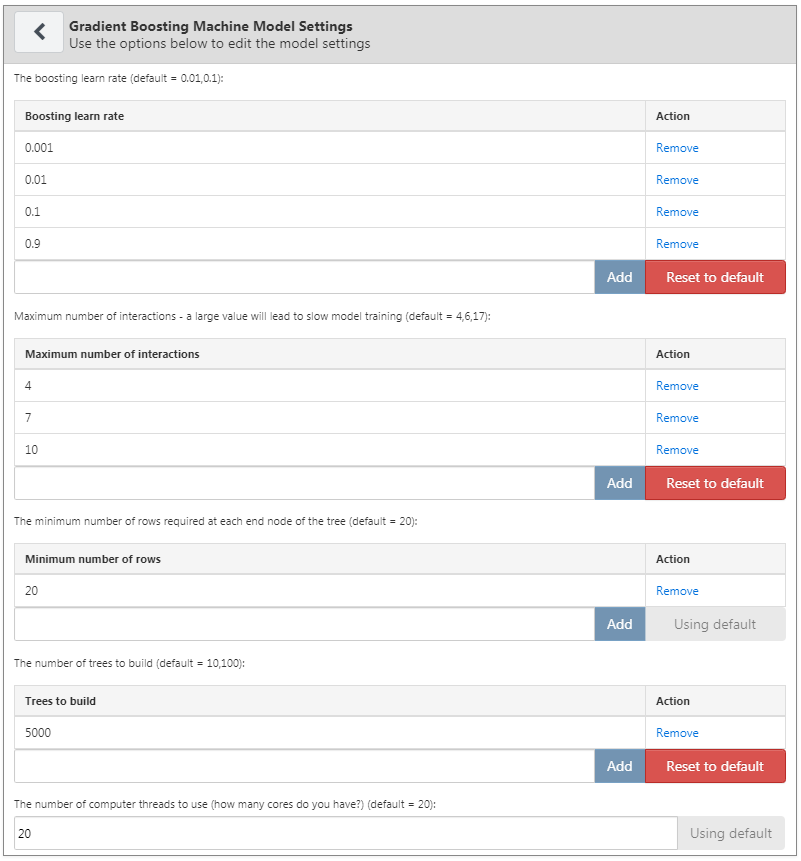 Gradient Boosting Machine Model Settings
Use the options below to edit the model settings
The boosting learn rate (default = 0.01,0.1):
Boosting learn rate Action
0.001 Remove
0.01 Remove
0.1 Remove
0.9 Remove
Add Reset to default
Maximum number of interactions - a large value will lead to slow model training (default = 4,6,17):
Maximum number of interactions Action
4 Remove
7 Remove
10 Remove
Add Reset to default
The minimum number of rows required at each end node of the tree (default = 20):
Minimum number of rows Action
20 Remove
Add Using default
The number of trees to build (default = 10,100):
Trees to build Action
5000 Remove
Add Reset to default
The number of computer threads to use (how many cores do you have?) (default = 20):
20 Using default